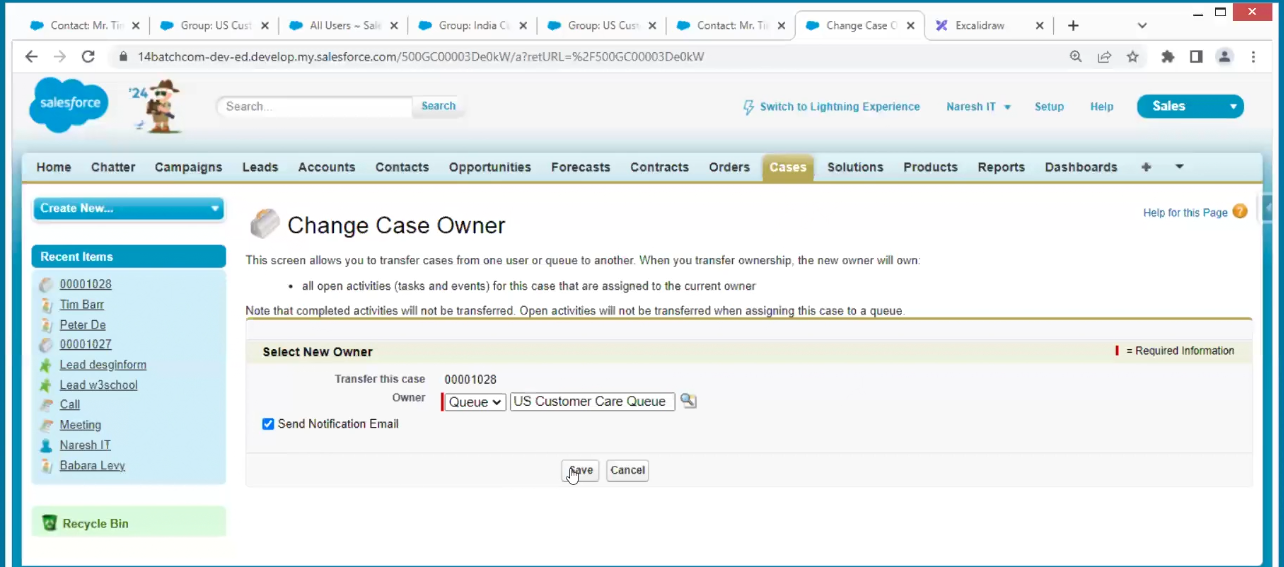 Contact: Mr. Tim
Group: US Cust
All Users ~ Sale
Group: India Cu
Group: US Cust
Contact: Mr. Tim
Change Case O
Excalidraw
14batchcom-dev-ed.develop.my.salesforce.com/500GC00003De0kW/a?retURL=%2F500GC00003De0kW
salesforce
'24
Search...
Search
Switch to Lightning Experience
Naresh IT
Setup
Help
Sales
Home Chatter Campaigns Leads Accounts Contacts Opportunities Forecasts Contracts Orders Cases Solutions Products Reports Dashboards +
Create New...
Recent Items
00001028
Tim Barr
Peter De
00001027
Lead desginform
Lead w3school
Call
Meeting
Naresh IT
Babara Levy
Recycle Bin
Change Case Owner
Help for this Page ?
This screen allows you to transfer cases from one user or queue to another. When you transfer ownership, the new owner will own:
• all open activities (tasks and events) for this case that are assigned to the current owner
Note that completed activities will not be transferred. Open activities will not be transferred when assigning this case to a queue.
Select New Owner
= Required Information
Transfer this case 00001028
Owner Queue US Customer Care Queue
Send Notification Email
Save Cancel